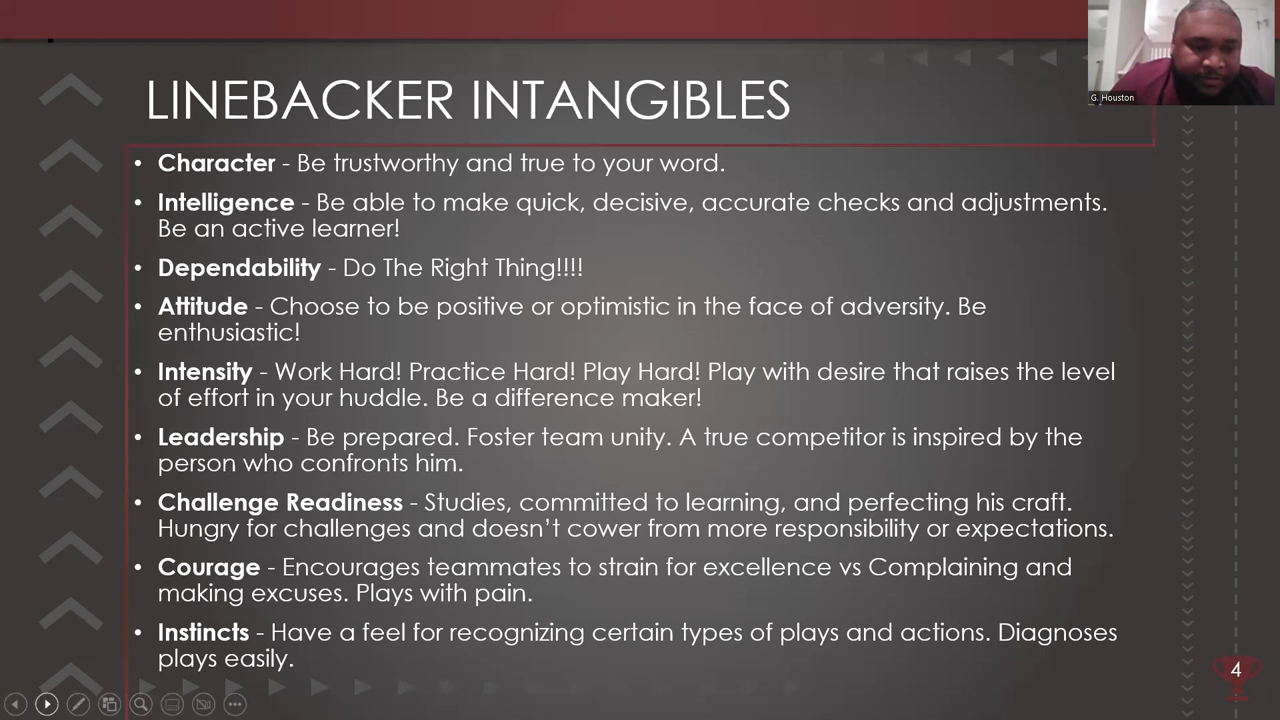 G. Houston
LINEBACKER INTANGIBLES
• Character - Be trustworthy and true to your word.
• Intelligence - Be able to make quick, decisive, accurate checks and adjustments.
Be an active learner!
• Dependability - Do The Right Thing!!!!
• Attitude - Choose to be positive or optimistic in the face of adversity. Be
enthusiastic!
• Intensity - Work Hard! Practice Hard! Play Hard! Play with desire that raises the level
of effort in your huddle. Be a difference maker!
• Leadership - Be prepared. Foster team unity. A true competitor is inspired by the
person who confronts him.
• Challenge Readiness - Studies, committed to learning, and perfecting his craft.
Hungry for challenges and doesn’t cower from more responsibility or expectations.
• Courage - Encourages teammates to strain for excellence vs Complaining and
making excuses. Plays with pain.
• Instincts - Have a feel for recognizing certain types of plays and actions. Diagnoses
plays easily.
4